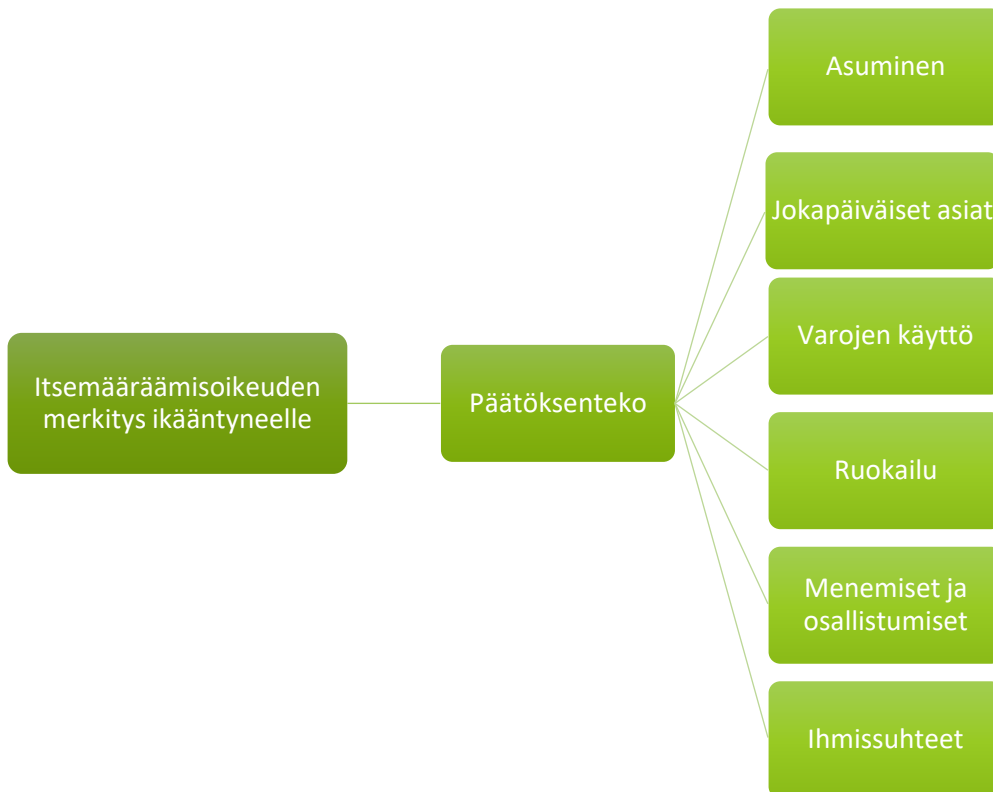 Itsemääräämisoikeuden
merkitys ikääntyneelle
Päätöksenteko
Asuminen
Jokapäiväiset asiat
Varojen käyttö
Ruokailu
Menemiset ja
osallistumiset
Ihmissuhteet